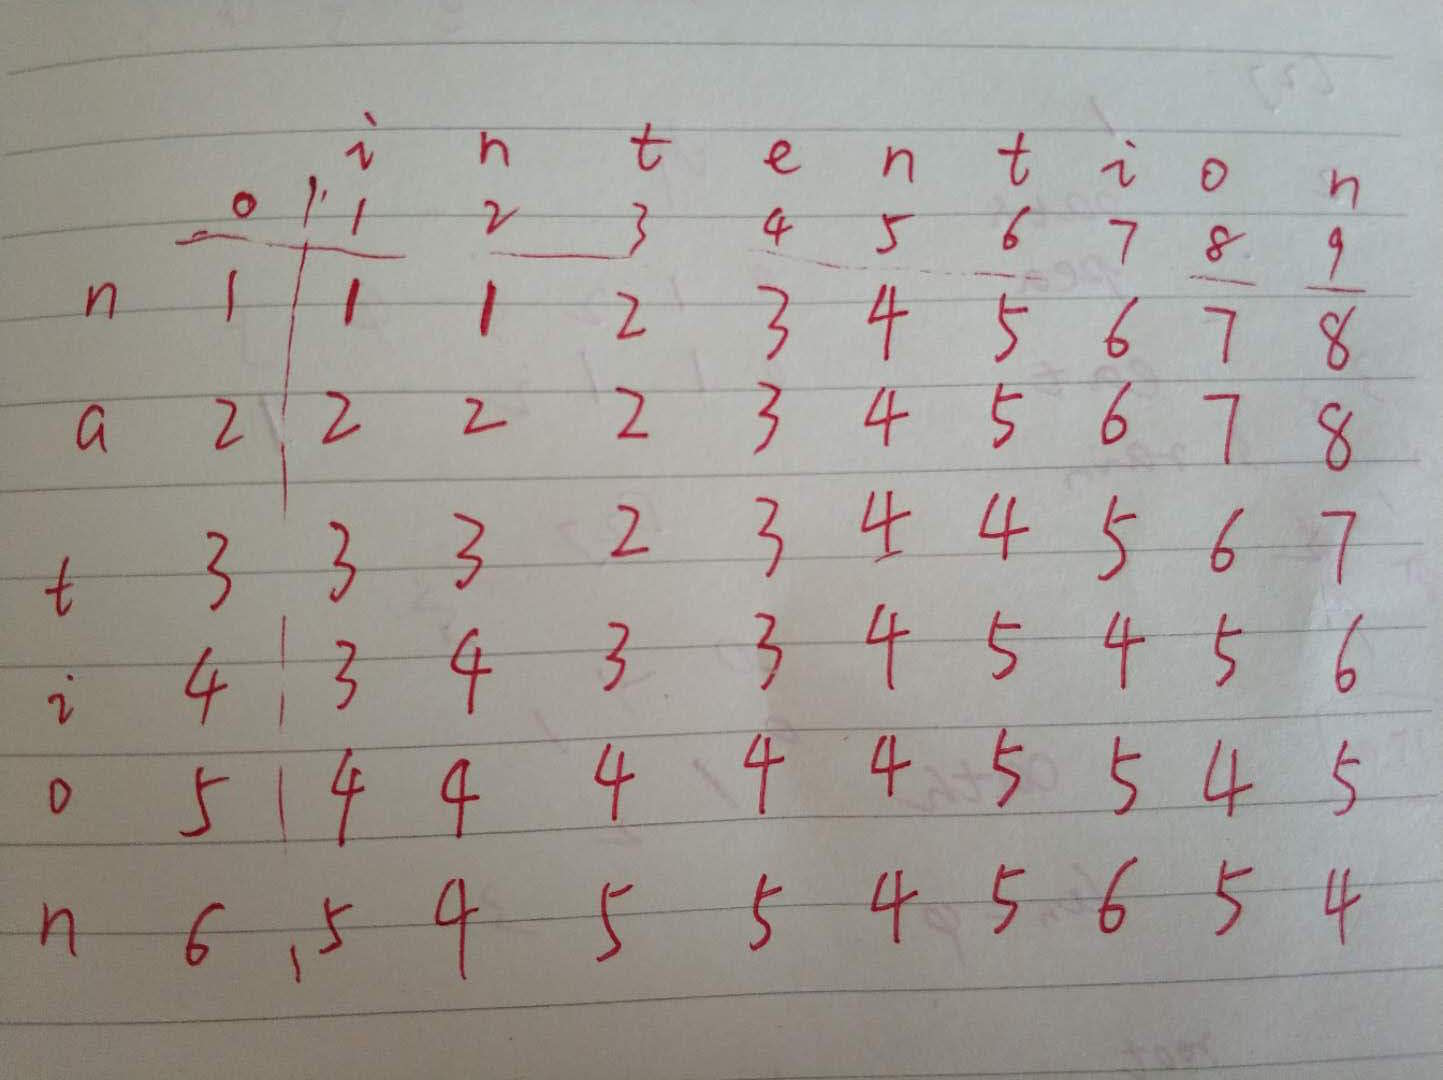 i n t e n t i o n
0 1 2 3 4 5 6 7 8 9
n 1 1 1 2 3 4 5 6 7 8
a 2 2 2 2 3 4 5 6 7 8
t 3 3 3 2 3 4 4 5 6 7
i 4 3 4 3 3 4 5 4 5 6
o 5 4 4 4 4 4 5 5 4 5
n 6 5 4 5 5 4 5 6 5 4